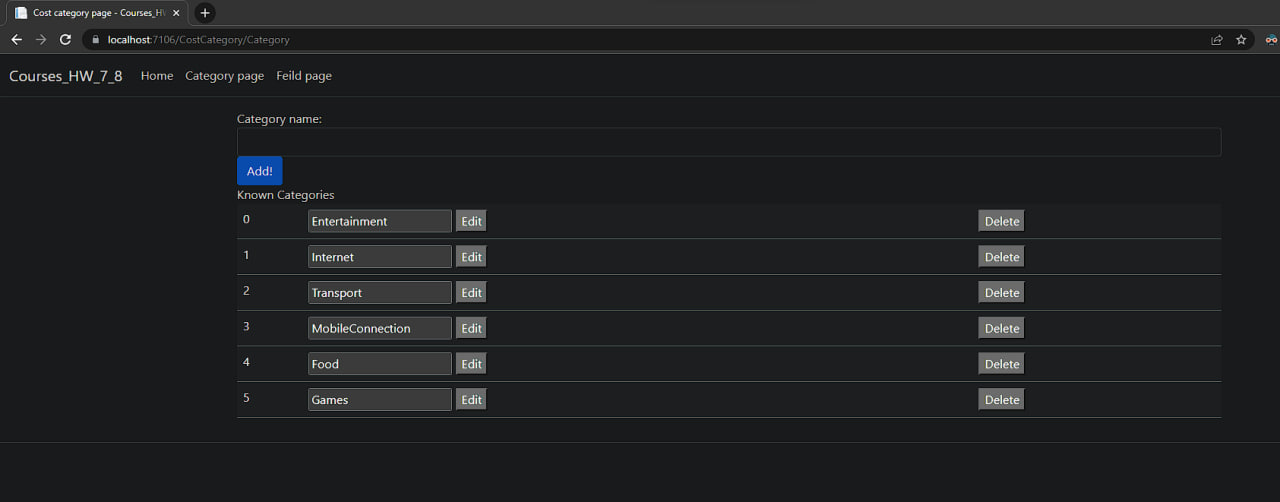 Cost category page - Courses_H
localhost:7106/CostCategory/Category
Courses_HW_7_8 Home Category page Feild page
Category name:
Add!
Known Categories
0 Entertainment Edit Delete
1 Internet Edit Delete
2 Transport Edit Delete
3 MobileConnection Edit Delete
4 Food Edit Delete
5 Games Edit Delete